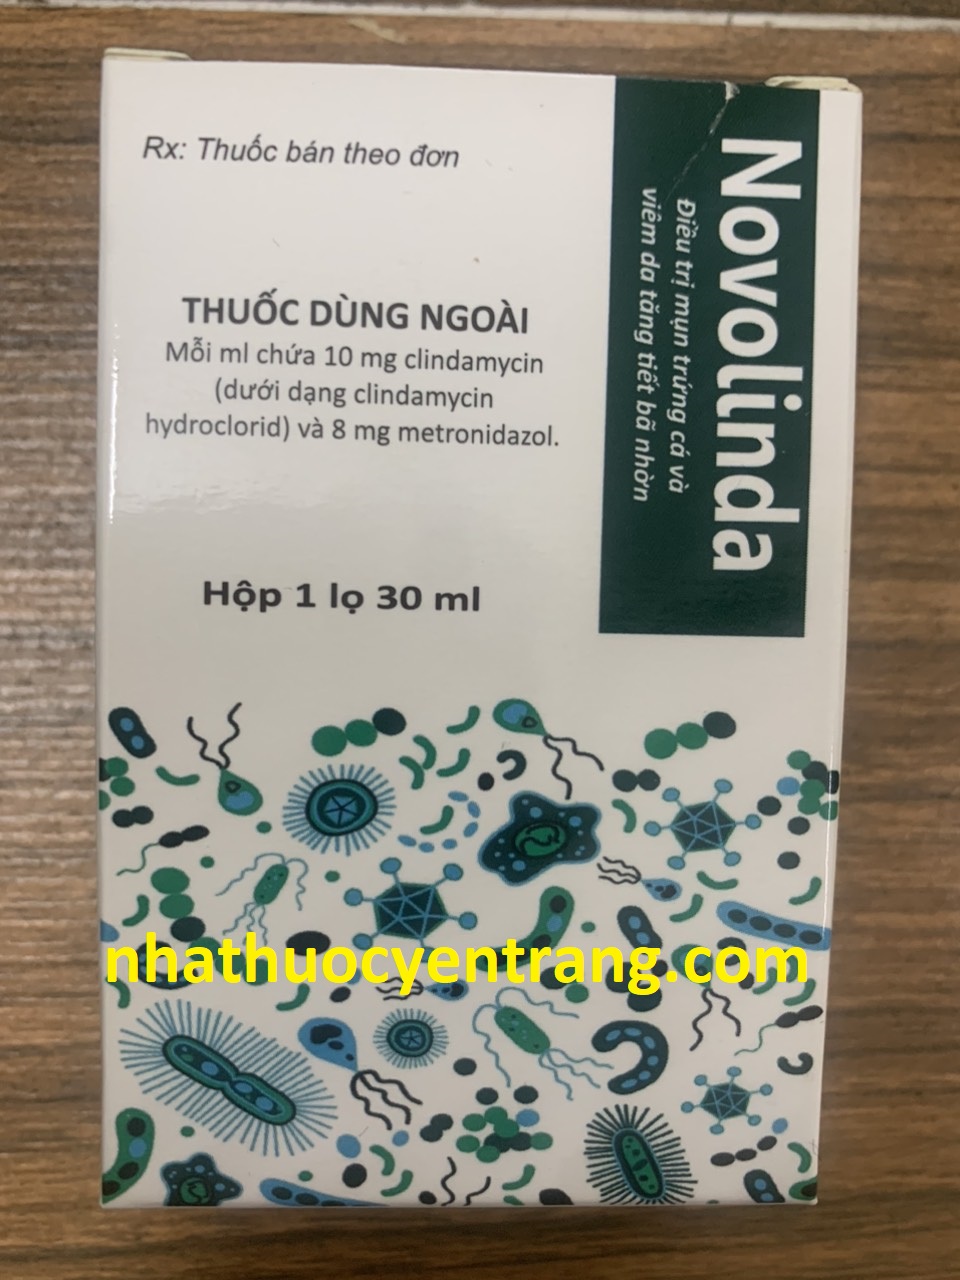 Rx: Thuốc bán theo đơn
Novolinda
Điều trị mụn trứng cá và
viêm da tăng tiết bã nhờn
THUỐC DÙNG NGOÀI
Mỗi ml chứa 10 mg clindamycin
(dưới dạng clindamycin
hydroclorid) và 8 mg metronidazol.
Hộp 1 lọ 30 ml
nhathuocyentrang.com